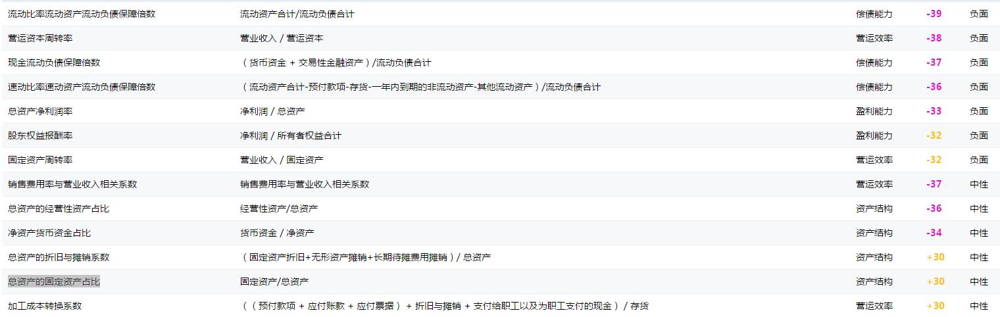 流动比率流动资产流动负债保障倍数 流动资产合计/流动负债合计 偿债能力 -39 负面
营运资本周转率 营业收入 / 营运资本 营运效率 -38 负面
现金流动负债保障倍数 （ 货币资金 + 交易性金融资产 ）/流动负债合计 偿债能力 -37 负面
速动比率速动资产流动负债保障倍数 （ 流动资产合计-预付款项-存货-一年内到期的非流动资产-其他流动资产 ）/流动负债合计 偿债能力 -36 负面
总资产净利润率 净利润 / 总资产 盈利能力 -33 负面
股东权益报酬率 净利润 / 所有者权益合计 盈利能力 -32 负面
固定资产周转率 营业收入 / 固定资产 营运效率 -32 负面
销售费用率与营业收入相关系数 销售费用率与营业收入相关系数 营运效率 -37 中性
总资产的经营性资产占比 经营性资产/总资产 资产结构 -36 中性
净资产货币资金占比 货币资金 / 净资产 资产结构 -34 中性
总资产的折旧与摊销系数 （ 固定资产折旧+无形资产摊销+长期待摊费用摊销 ）/ 总资产 资产结构 +30 中性
总资产的固定资产占比 固定资产/总资产 资产结构 +30 中性
加工成本转换系数 （（ 预付款项 + 应付账款 + 应付票据 ） + 折旧与摊销 + 支付给职工以及为职工支付的现金 ） / 存货 营运效率 +30 中性